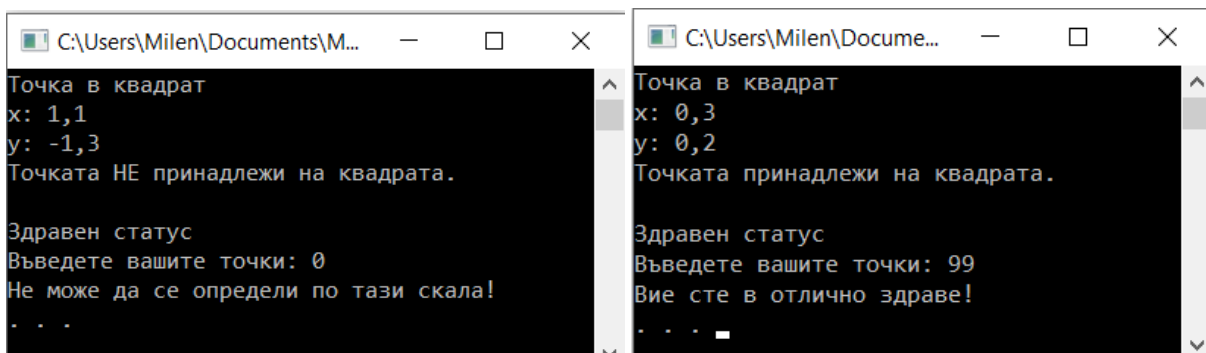 C:\Users\Milen\Documents\M...
Точка в квадрат
x: 1,1
y: -1,3
Точката НЕ принадлежи на квадрата.
Здравен статус
Въведете вашите точки: 0
Не може да се определи по тази скала!
. . .
C:\Users\Milen\Docume...
Точка в квадрат
x: 0,3
y: 0,2
Точката принадлежи на квадрата.
Здравен статус
Въведете вашите точки: 99
Вие сте в отлично здраве!
. . .